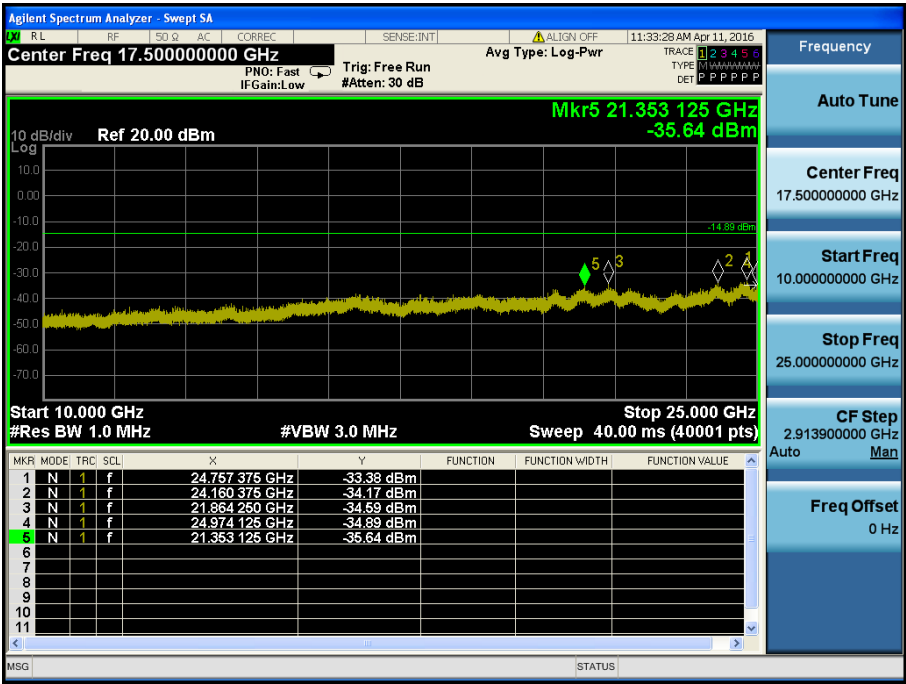 Agilent Spectrum Analyzer - Swept SA
LXI RL RF 50 Ω AC CORREC SENSE:INT ALIGN OFF 11:33:28 AM Apr 11, 2016
Center Freq 17.500000000 GHz
PNO: Fast
IFGain:Low
Trig: Free Run
#Atten: 30 dB
Avg Type: Log-Pwr
TRACE 1 2 3 4 5 6
TYPE M
DET P P P P P P
Mkr5 21.353 125 GHz
-35.64 dBm
10 dB/div Ref 20.00 dBm
Log
10.0
0.00
-10.0
-14.89 dBm
-20.0
-30.0
-40.0
-50.0
-60.0
-70.0
5 3 2 1
4
Start 10.000 GHz Stop 25.000 GHz
#Res BW 1.0 MHz #VBW 3.0 MHz Sweep 40.00 ms (40001 pts)
MKR MODE TRC SCL X Y FUNCTION FUNCTION WIDTH FUNCTION VALUE
1 N 1 f 24.757 375 GHz -33.38 dBm
2 N 1 f 24.160 375 GHz -34.17 dBm
3 N 1 f 21.864 250 GHz -34.59 dBm
4 N 1 f 24.974 125 GHz -34.89 dBm
5 N 1 f 21.353 125 GHz -35.64 dBm
6
7
8
9
10
11
MSG STATUS
Frequency
Auto Tune
Center Freq
17.500000000 GHz
Start Freq
10.000000000 GHz
Stop Freq
25.000000000 GHz
CF Step
2.913900000 GHz
Auto Man
Freq Offset
0 Hz